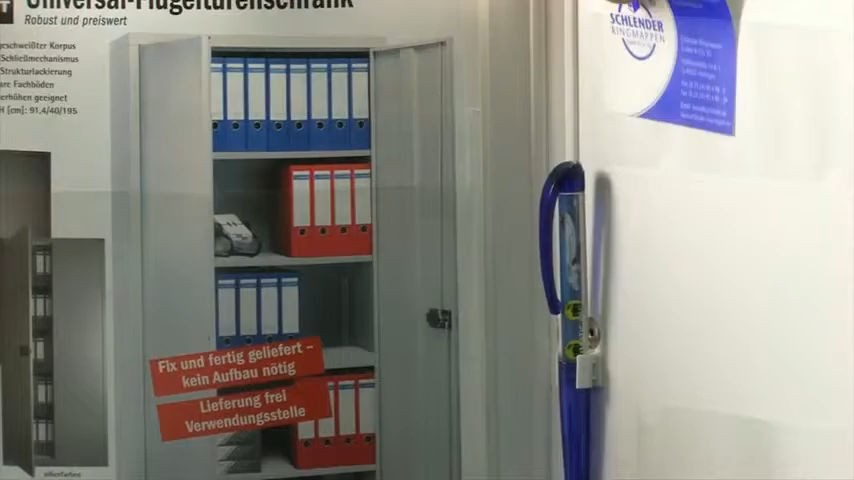 Universal-Flügeltürenschrank
Robust und preiswert
geschweißter Korpus
Schließmechanismus
Strukturlackierung
are Fachböden
erhöhen geeignet
H [cm]: 91,4/40/195
Fix und fertig geliefert –
kein Aufbau nötig
Lieferung frei
Verwendungsstelle
SCHLENDER
RINGMAPPEN